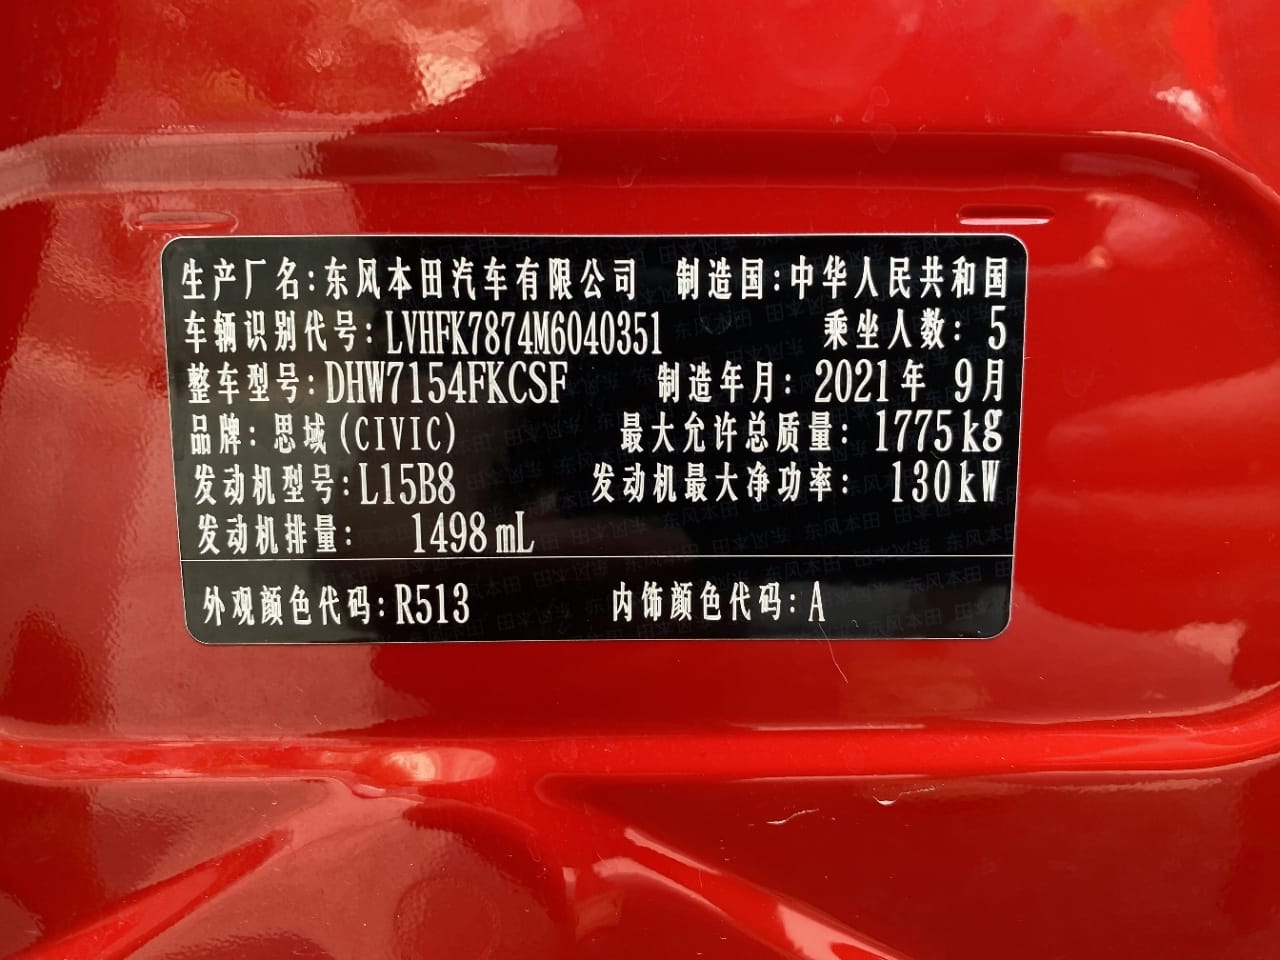 生产厂名:东风本田汽车有限公司 制造国:中华人民共和国
车辆识别代号:LVHFK7874M6040351 乘坐人数: 5
整车型号:DHW7154FKCSF 制造年月: 2021年 9月
品牌: 思域(CIVIC) 最大允许总质量: 1775kg
发动机型号:L15B8 发动机最大净功率: 130kW
发动机排量: 1498mL
外观颜色代码:R513 内饰颜色代码:A